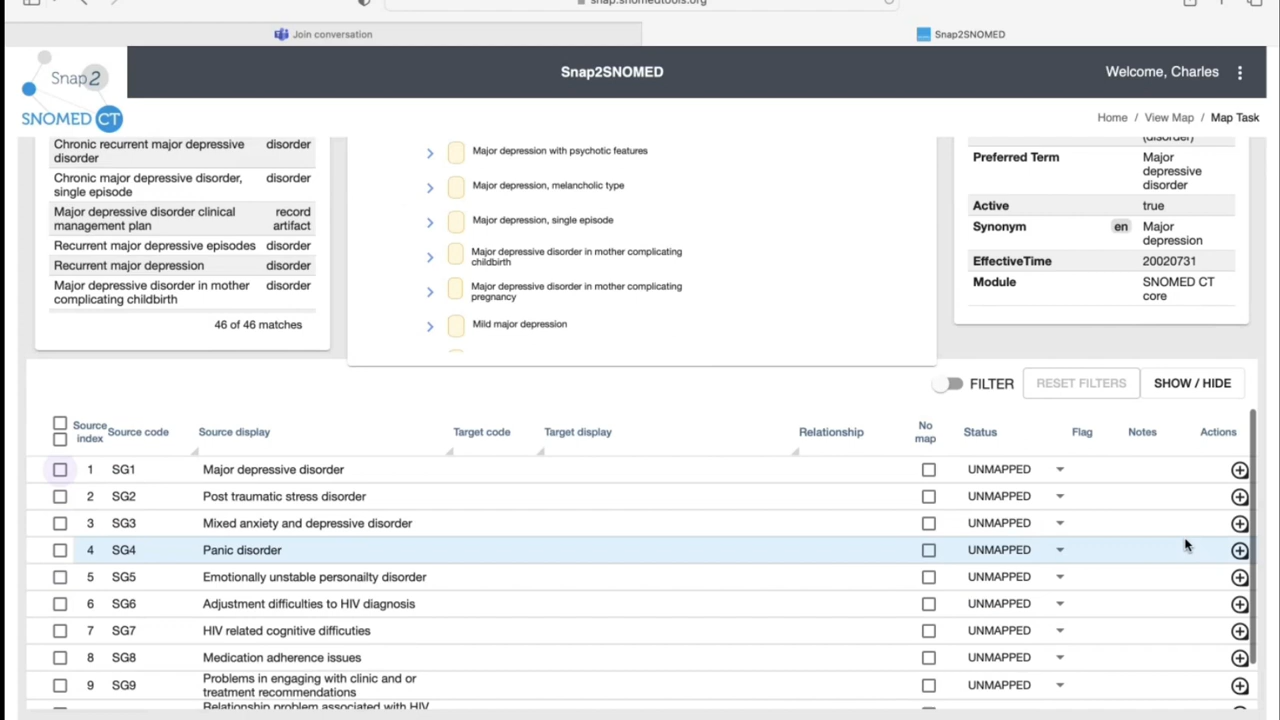 snap.snomedtools.org
Join conversation
Snap2SNOMED
Snap2
SNOMED CT
Snap2SNOMED
Welcome, Charles
Home / View Map / Map Task
Chronic recurrent major depressive
disorder
disorder
Chronic major depressive disorder,
single episode
disorder
Major depressive disorder clinical
management plan
record
artifact
Recurrent major depressive episodes disorder
Recurrent major depression disorder
Major depressive disorder in mother
complicating childbirth
disorder
46 of 46 matches
Major depression with psychotic features
Major depression, melancholic type
Major depression, single episode
Major depressive disorder in mother complicating
childbirth
Major depressive disorder in mother complicating
pregnancy
Mild major depression
(disorder)
Preferred Term
Major
depressive
disorder
Active true
Synonym en Major
depression
EffectiveTime 20020731
Module SNOMED CT
core
FILTER RESET FILTERS SHOW / HIDE
Source
index
Source code
Source display
Target code
Target display
Relationship
No
map
Status
Flag
Notes
Actions
1 SG1 Major depressive disorder UNMAPPED
2 SG2 Post traumatic stress disorder UNMAPPED
3 SG3 Mixed anxiety and depressive disorder UNMAPPED
4 SG4 Panic disorder UNMAPPED
5 SG5 Emotionally unstable personailty disorder UNMAPPED
6 SG6 Adjustment difficulties to HIV diagnosis UNMAPPED
7 SG7 HIV related cognitive difficuties UNMAPPED
8 SG8 Medication adherence issues UNMAPPED
9 SG9 Problems in engaging with clinic and or
treatment recommendations
UNMAPPED
Relationship problem associated with HIV